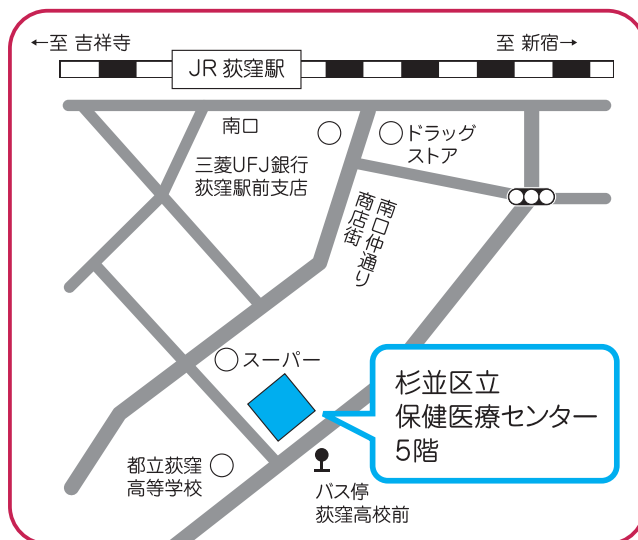 ←至 吉祥寺
至 新宿→
JR 荻窪駅
南口
三菱UFJ銀行
荻窪駅前支店
ドラッグ
ストア
南口仲通り
商店街
スーパー
杉並区立
保健医療センター
5階
都立荻窪
高等学校
バス停
荻窪高校前